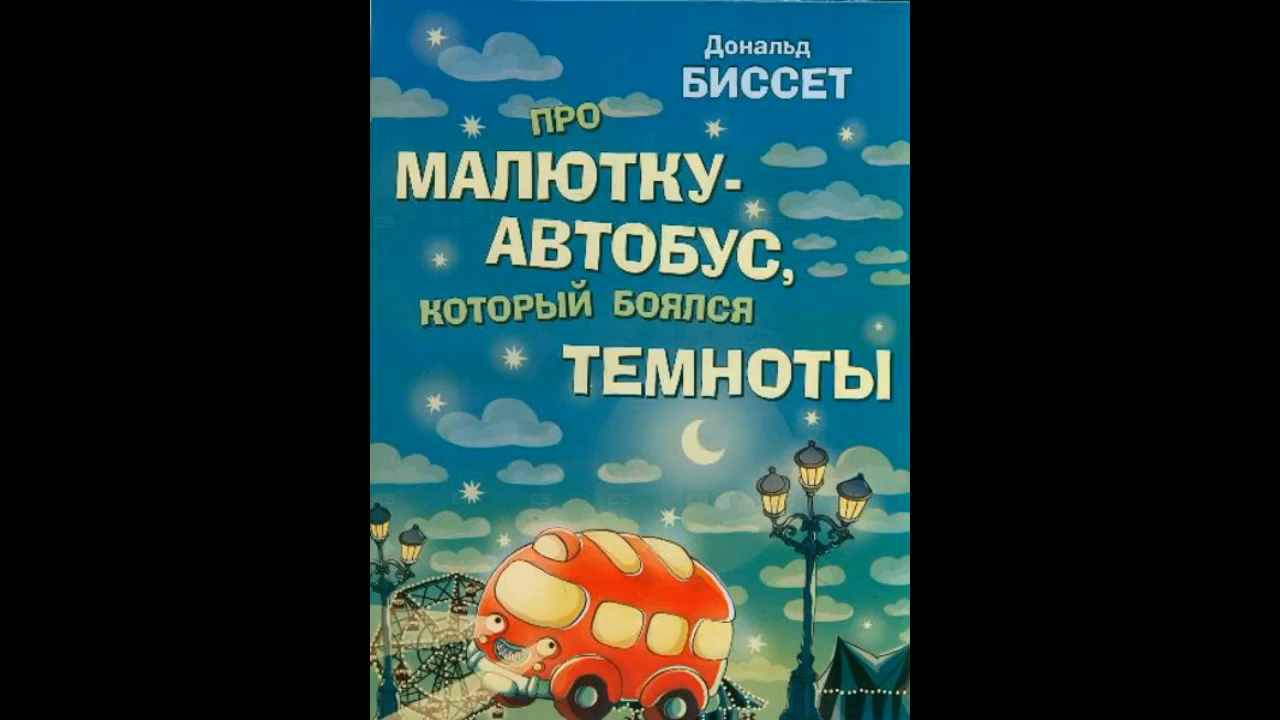 Дональд
БИССЕТ
ПРО
МАЛЮТКУ-
АВТОБУС,
КОТОРЫЙ БОЯЛСЯ
ТЕМНОТЫ